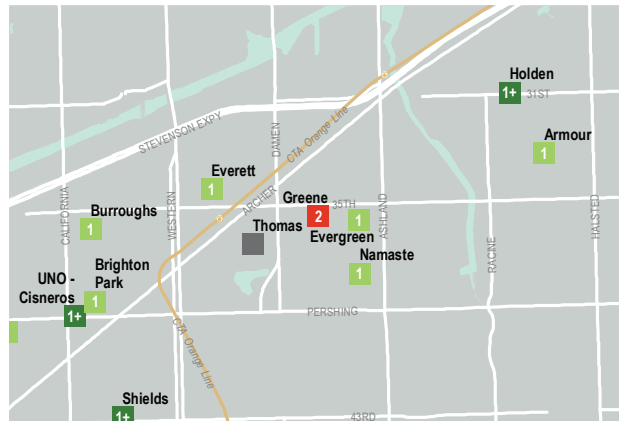 Holden
1+
31ST
STEVENSON EXPY
DAMEN
CTA Orange Line
Armour
1
Everett
1
CALIFORNIA
WESTERN
ARCHER
Greene
2
35TH
1
ASHLAND
HALSTED
Burroughs
1
Thomas
Evergreen
RACINE
UNO -
Cisneros
1+
Brighton
Park
1
Namaste
1
PERSHING
CTA Orange Line
Shields
1+
43RD